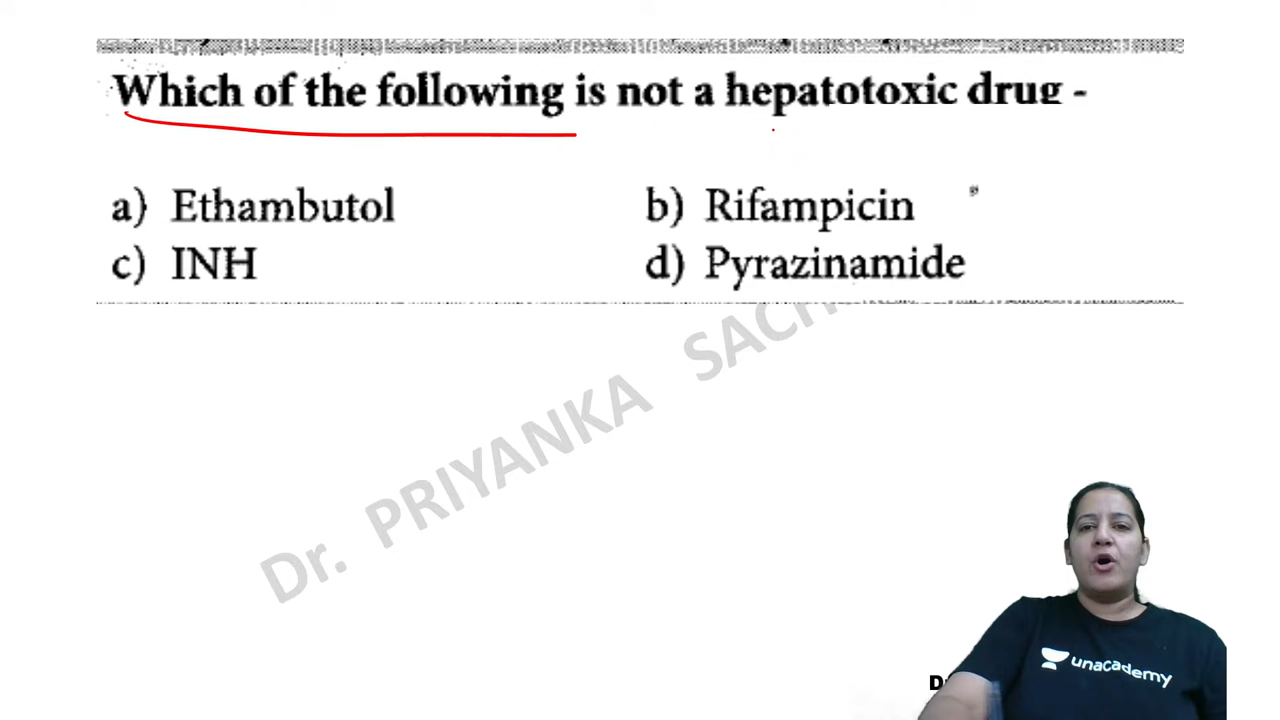 Which of the following is not a hepatotoxic drug -
a) Ethambutol b) Rifampicin
c) INH d) Pyrazinamide
Dr. PRIYANKA SACH
unacademy
D